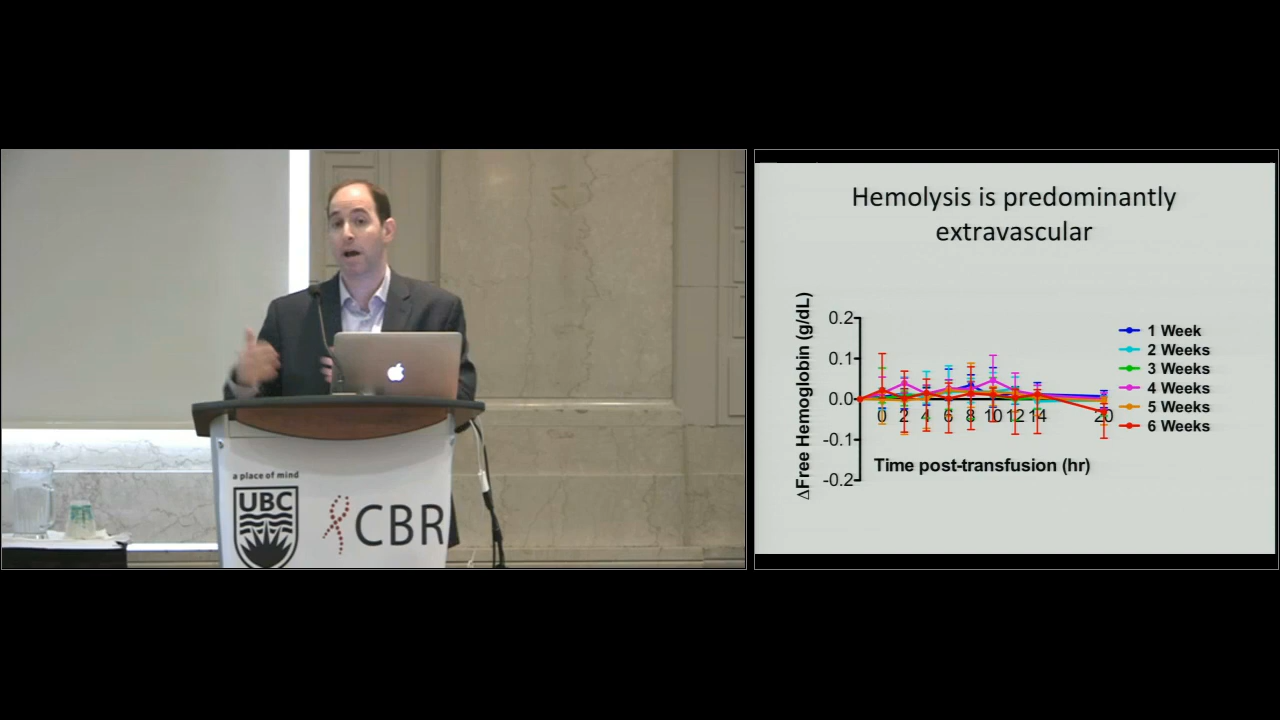 a place of mind
UBC
CBR
Hemolysis is predominantly
extravascular
ΔFree Hemoglobin (g/dL)
0.2
0.1
0.0
-0.1
-0.2
0 2 4 6 8 10 12 14 20
Time post-transfusion (hr)
1 Week
2 Weeks
3 Weeks
4 Weeks
5 Weeks
6 Weeks